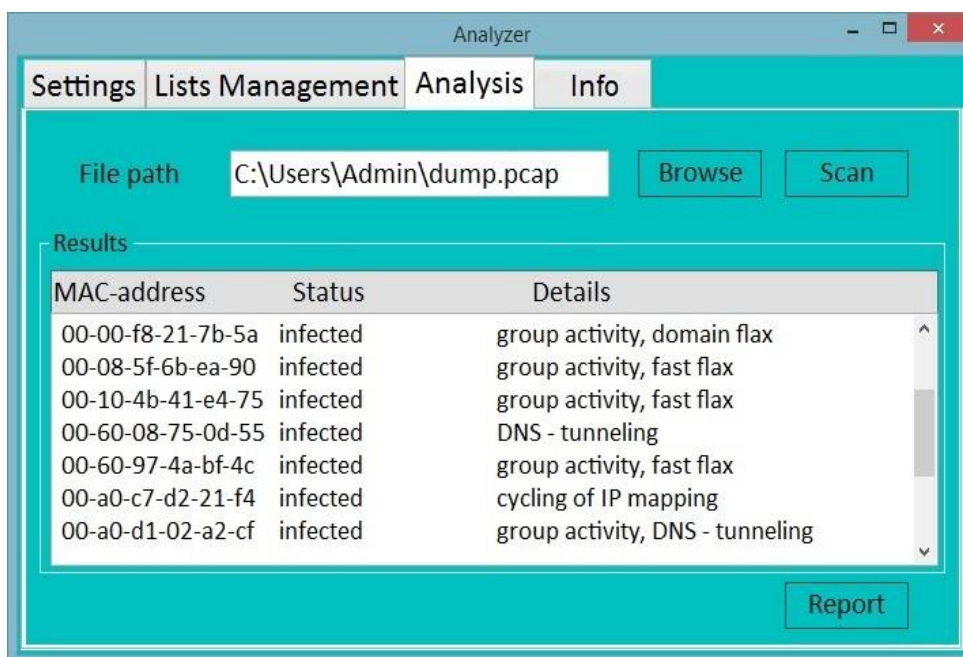 Analyzer
Settings Lists Management Analysis Info
File path C:\Users\Admin\dump.pcap Browse Scan
Results
MAC-address Status Details
00-00-f8-21-7b-5a infected group activity, domain flax
00-08-5f-6b-ea-90 infected group activity, fast flax
00-10-4b-41-e4-75 infected group activity, fast flax
00-60-08-75-0d-55 infected DNS - tunneling
00-60-97-4a-bf-4c infected group activity, fast flax
00-a0-c7-d2-21-f4 infected cycling of IP mapping
00-a0-d1-02-a2-cf infected group activity, DNS - tunneling
Report